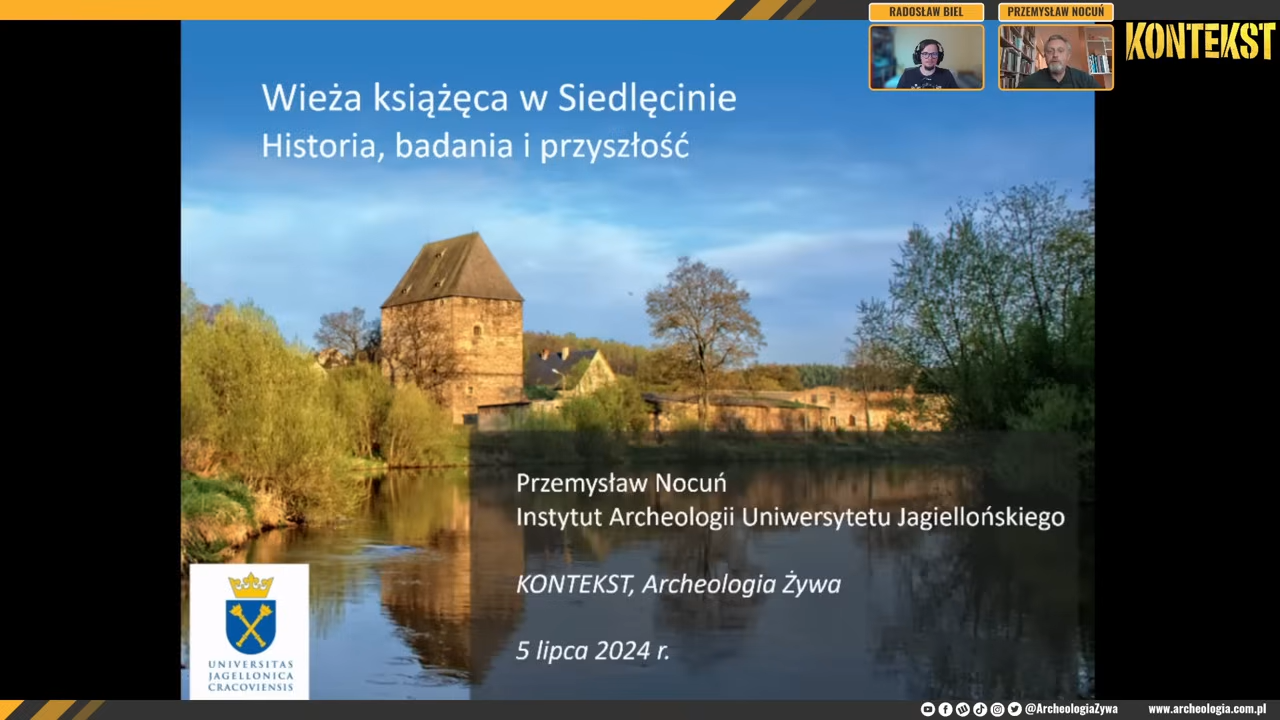 RADOSŁAW BIEL
PRZEMYSŁAW NOCUŃ
KONTEKST
Wieża książęca w Siedlęcinie
Historia, badania i przyszłość
Przemysław Nocuń
Instytut Archeologii Uniwersytetu Jagiellońskiego
KONTEKST, Archeologia Żywa
5 lipca 2024 r.
UNIVERSITAS
JAGELLONICA
CRACOVIENSIS
@ArcheologiaZywa
www.archeologia.com.pl